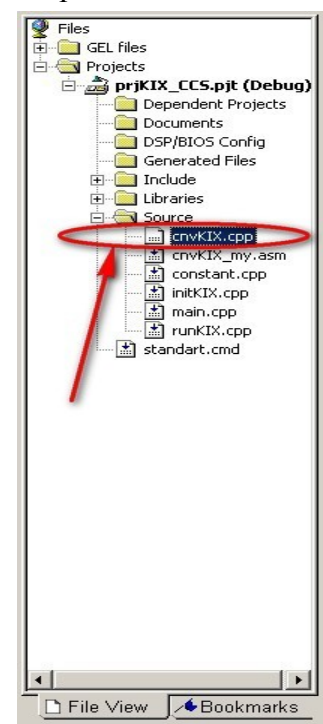 Files
GEL files
Projects
prjKIX_CCS.pjt (Debug)
Dependent Projects
Documents
DSP/BIOS Config
Generated Files
Include
Libraries
Source
cnvKIX.cpp
cnvKIX_my.asm
constant.cpp
initKIX.cpp
main.cpp
runKIX.cpp
standart.cmd
File View Bookmarks